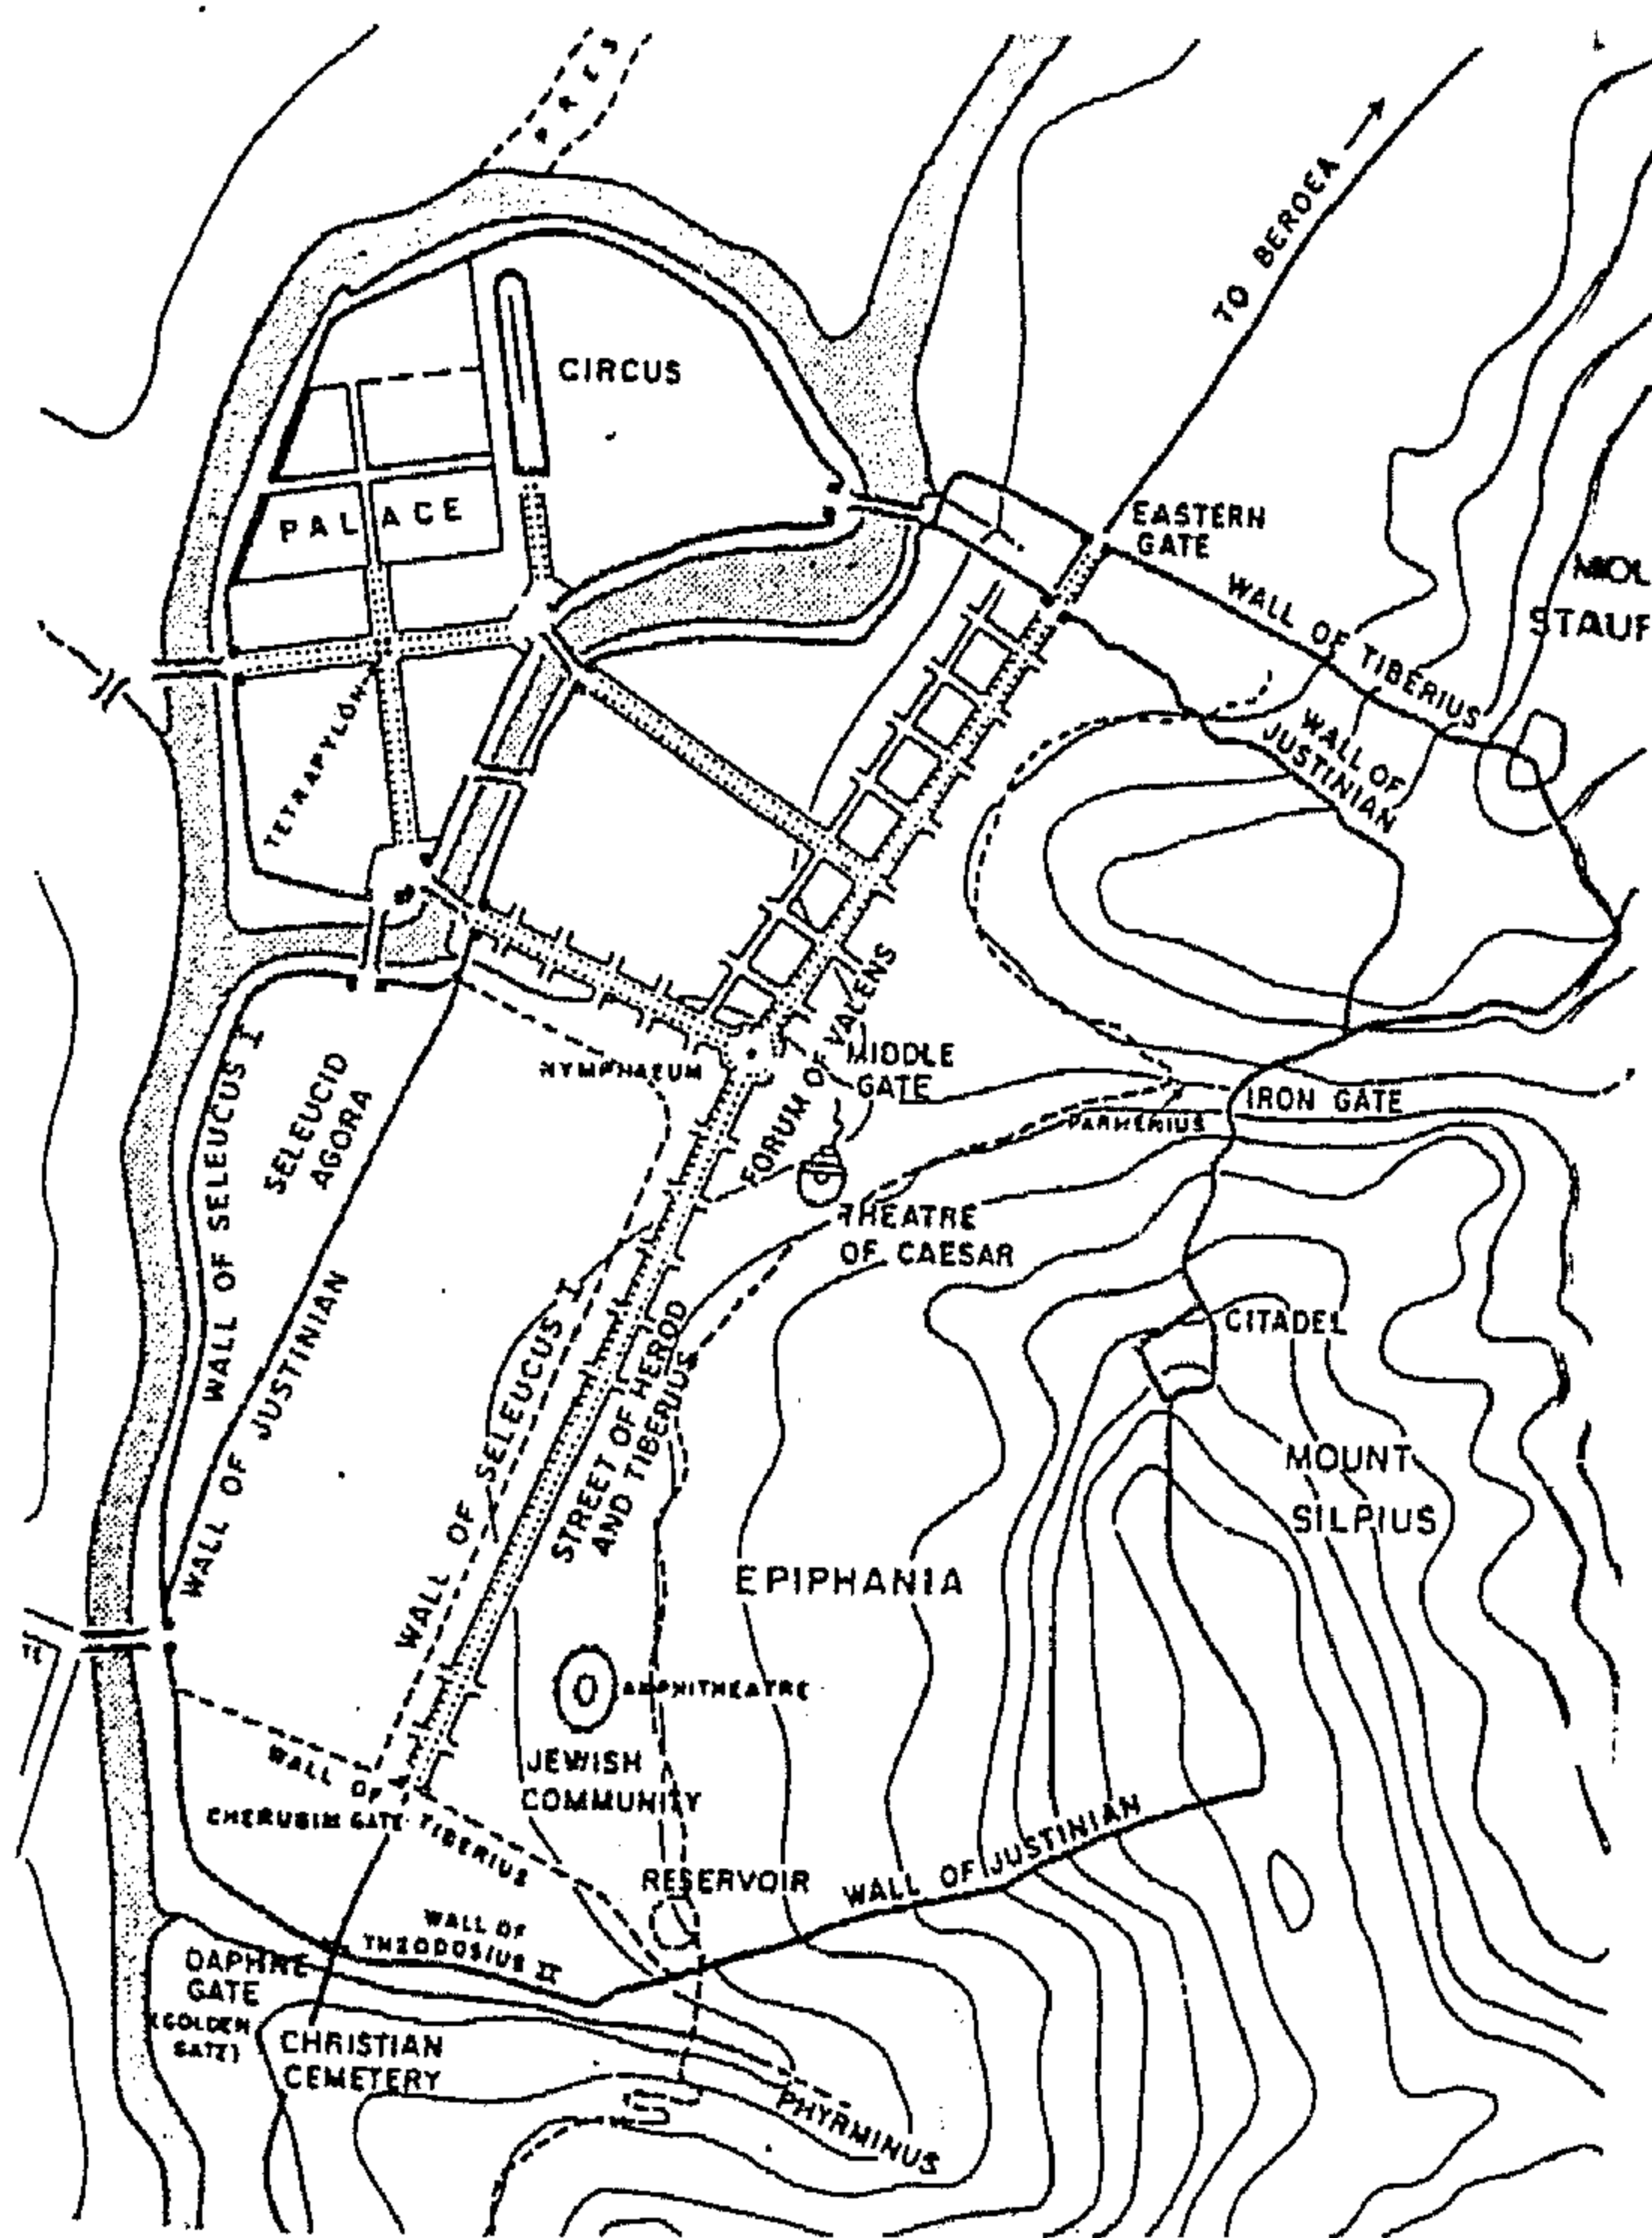 TO BEROEA
CIRCUS
PALACE
EASTERN
GATE
WALL OF TIBERIUS
WALL OF
JUSTINIAN
TETRAPYLON
SELEUCID
AGORA
WALL OF SELEUCUS I
NYMPHAEUM
FORUM OF VALENS
MIDDLE
GATE
IRON GATE
PARMENIUS
THEATRE
OF CAESAR
CITADEL
MOUNT
SILPIUS
WALL OF JUSTINIAN
WALL OF SELEUCUS I
STREET OF HEROD
AND TIBERIUS
EPIPHANIA
AMPHITHEATRE
JEWISH
COMMUNITY
WALL OF
TIBERIUS
CHERUBIM GATE
RESERVOIR
WALL OF JUSTINIAN
WALL OF
THEODOSIUS II
DAPHNE
GATE
(GOLDEN
GATE)
CHRISTIAN
CEMETERY
PHYRMINUS